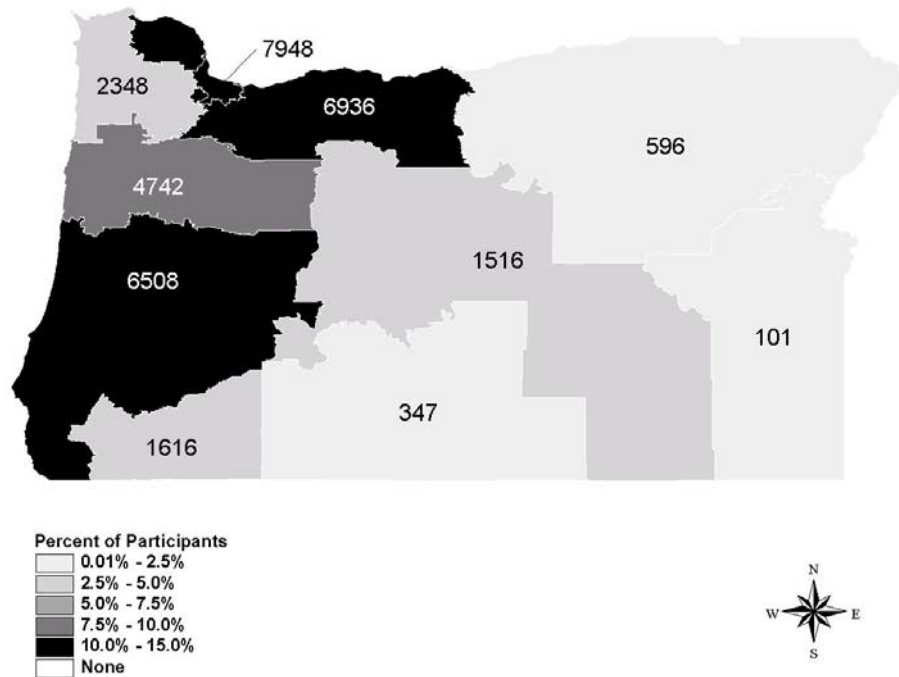 7948
2348
6936
596
4742
1516
6508
101
347
1616
Percent of Participants
0.01% - 2.5%
2.5% - 5.0%
5.0% - 7.5%
7.5% - 10.0%
10.0% - 15.0%
None
N
W E
S